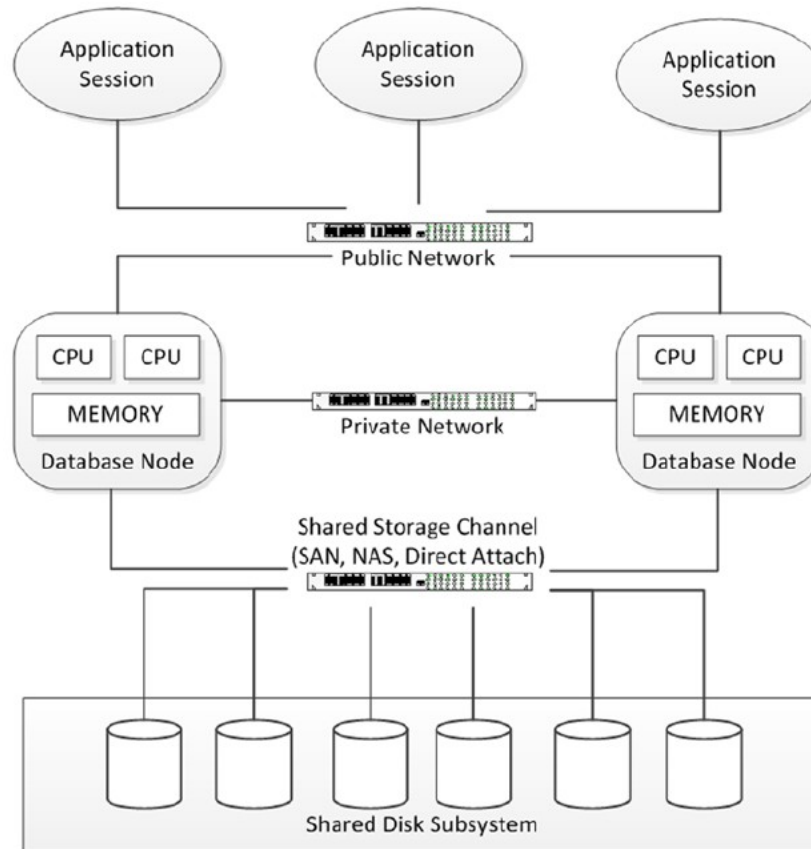 Application
Session
Application
Session
Application
Session
Public Network
CPU
CPU
MEMORY
Database Node
Private Network
CPU
CPU
MEMORY
Database Node
Shared Storage Channel
(SAN, NAS, Direct Attach)
Shared Disk Subsystem